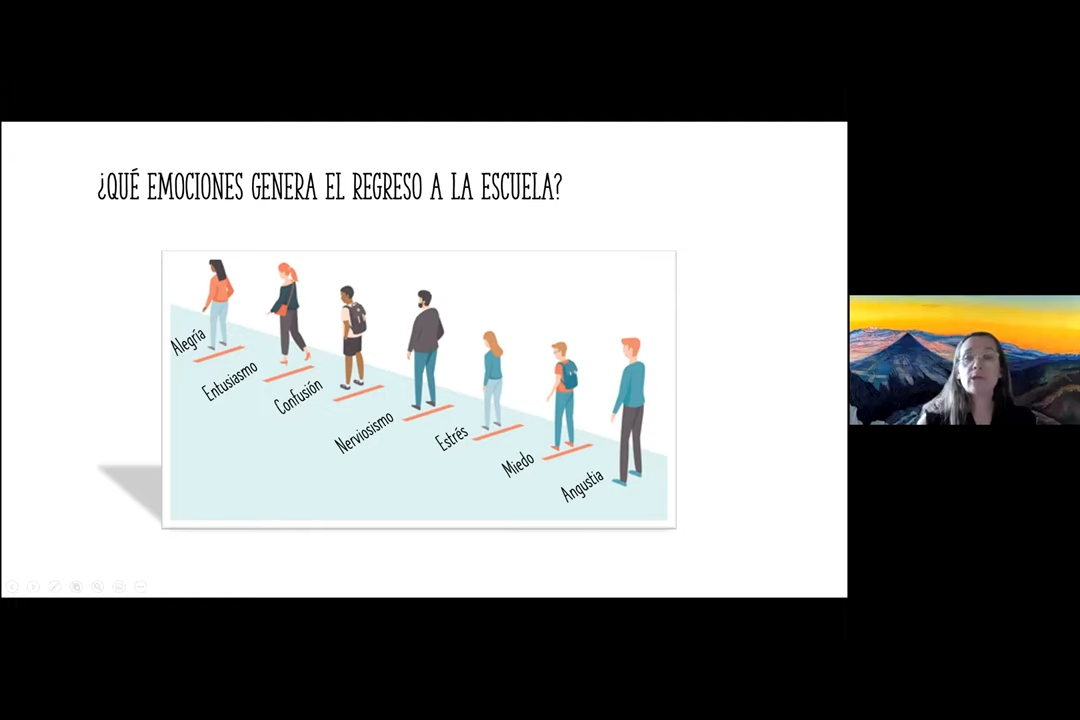 ¿QUÉ EMOCIONES GENERA EL REGRESO A LA ESCUELA?
Alegría
Entusiasmo
Confusión
Nerviosismo
Estrés
Miedo
Angustia